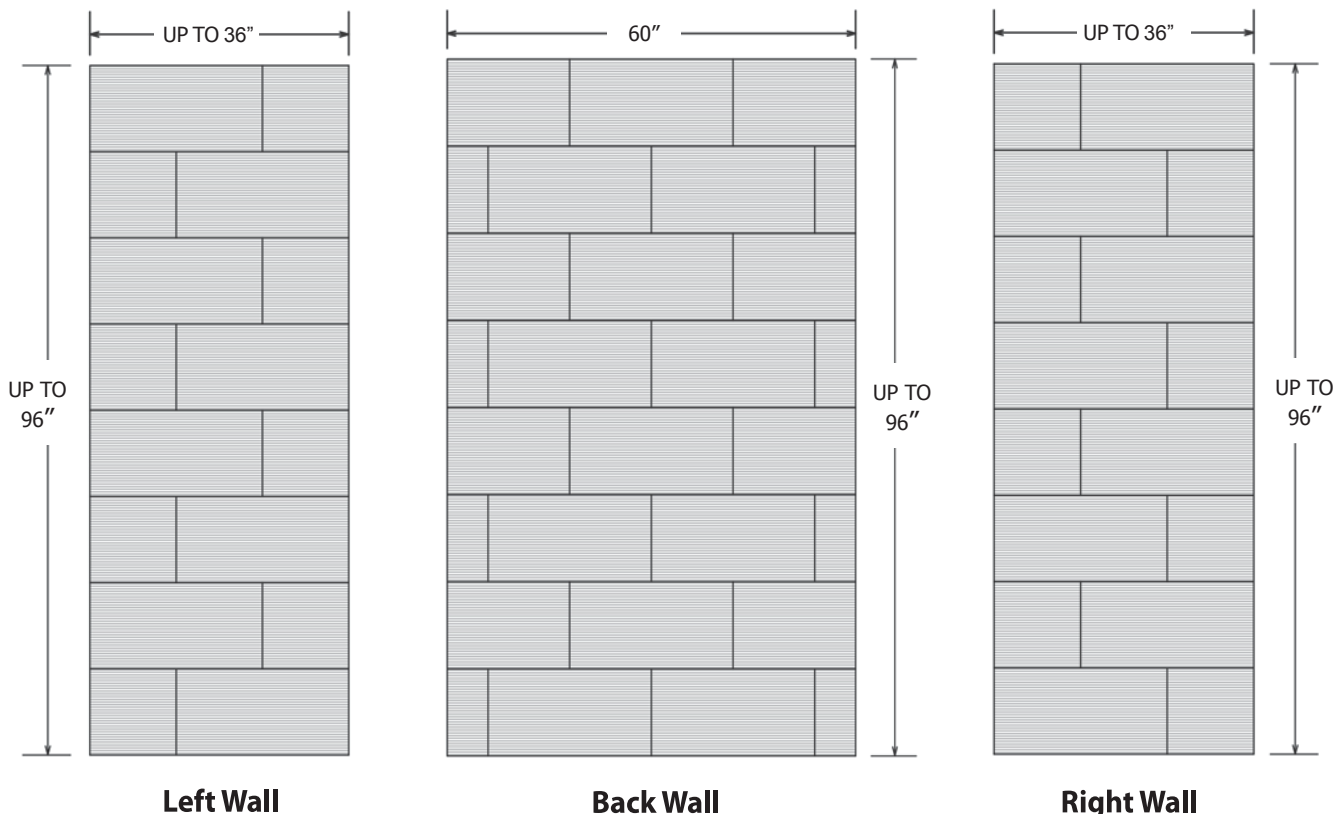 UP TO 36”
60″
UP TO 36”
UP TO
96″
UP TO
96″
UP TO
96″
Left Wall
Back Wall
Right Wall